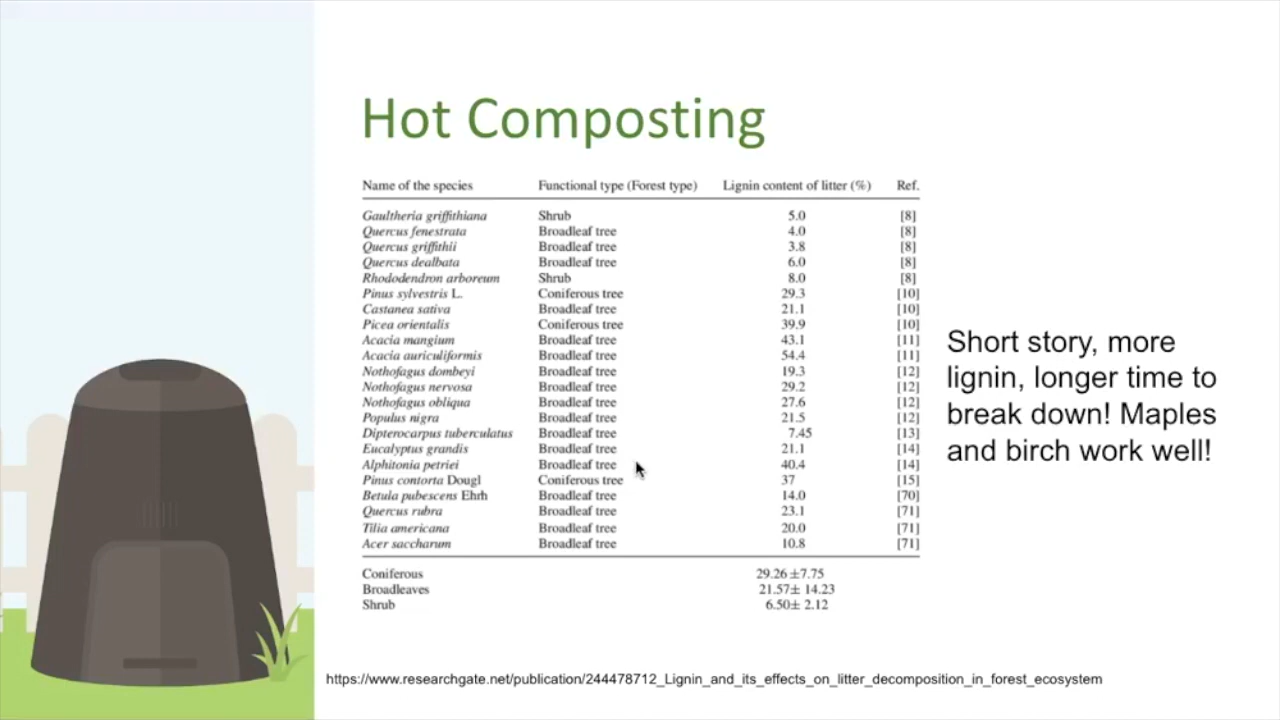 Hot Composting
Name of the species Functional type (Forest type) Lignin content of litter (%) Ref.
Gaultheria griffithiana Shrub 5.0 [8]
Quercus fenestrata Broadleaf tree 4.0 [8]
Quercus griffithii Broadleaf tree 3.8 [8]
Quercus dealbata Broadleaf tree 6.0 [8]
Rhododendron arboreum Shrub 8.0 [8]
Pinus sylvestris L. Coniferous tree 29.3 [10]
Castanea sativa Broadleaf tree 21.1 [10]
Picea orientalis Coniferous tree 39.9 [10]
Acacia mangium Broadleaf tree 43.1 [11]
Acacia auriculiformis Broadleaf tree 54.4 [11]
Nothofagus dombeyi Broadleaf tree 19.3 [12]
Nothofagus nervosa Broadleaf tree 29.2 [12]
Nothofagus obliqua Broadleaf tree 27.6 [12]
Populus nigra Broadleaf tree 21.5 [12]
Dipterocarpus tuberculatus Broadleaf tree 7.45 [13]
Eucalyptus grandis Broadleaf tree 21.1 [14]
Alphitonia petriei Broadleaf tree 40.4 [14]
Pinus contorta Dougl Coniferous tree 37 [15]
Betula pubescens Ehrh Broadleaf tree 14.0 [70]
Quercus rubra Broadleaf tree 23.1 [71]
Tilia americana Broadleaf tree 20.0 [71]
Acer saccharum Broadleaf tree 10.8 [71]
Coniferous 29.26 ±7.75
Broadleaves 21.57± 14.23
Shrub 6.50± 2.12
Short story, more
lignin, longer time to
break down! Maples
and birch work well!
https://www.researchgate.net/publication/244478712_Lignin_and_its_effects_on_litter_decomposition_in_forest_ecosystem